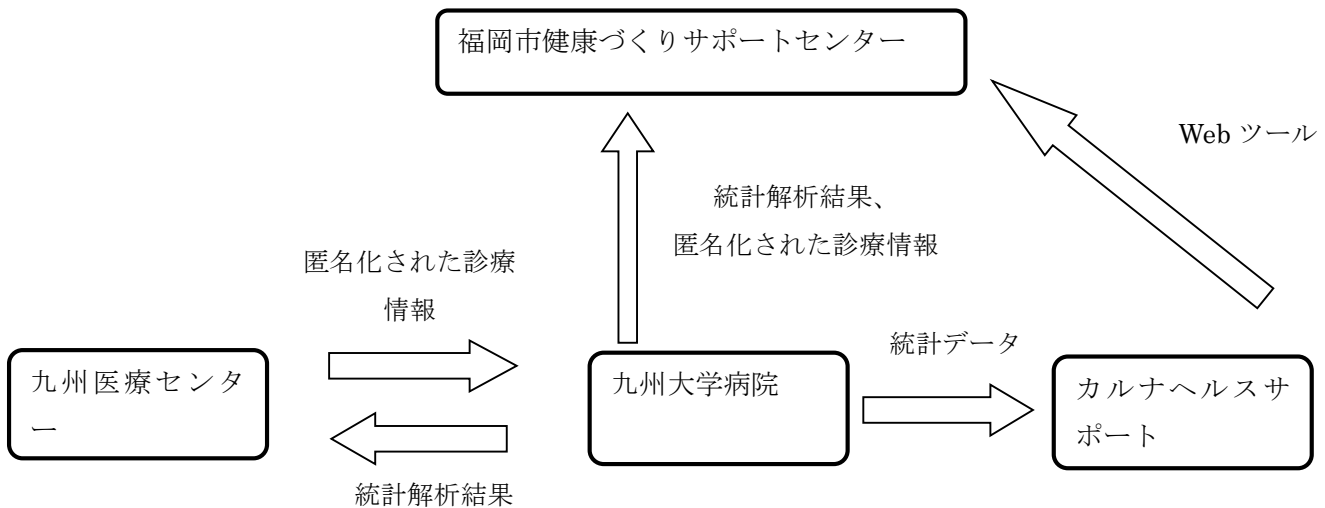 福岡市健康づくりサポートセンター
Web ツール
統計解析結果、
匿名化された診療情報
匿名化された診療
情報
統計データ
九州医療センタ
ー
九州大学病院
カルナヘルスサ
ポート
統計解析結果